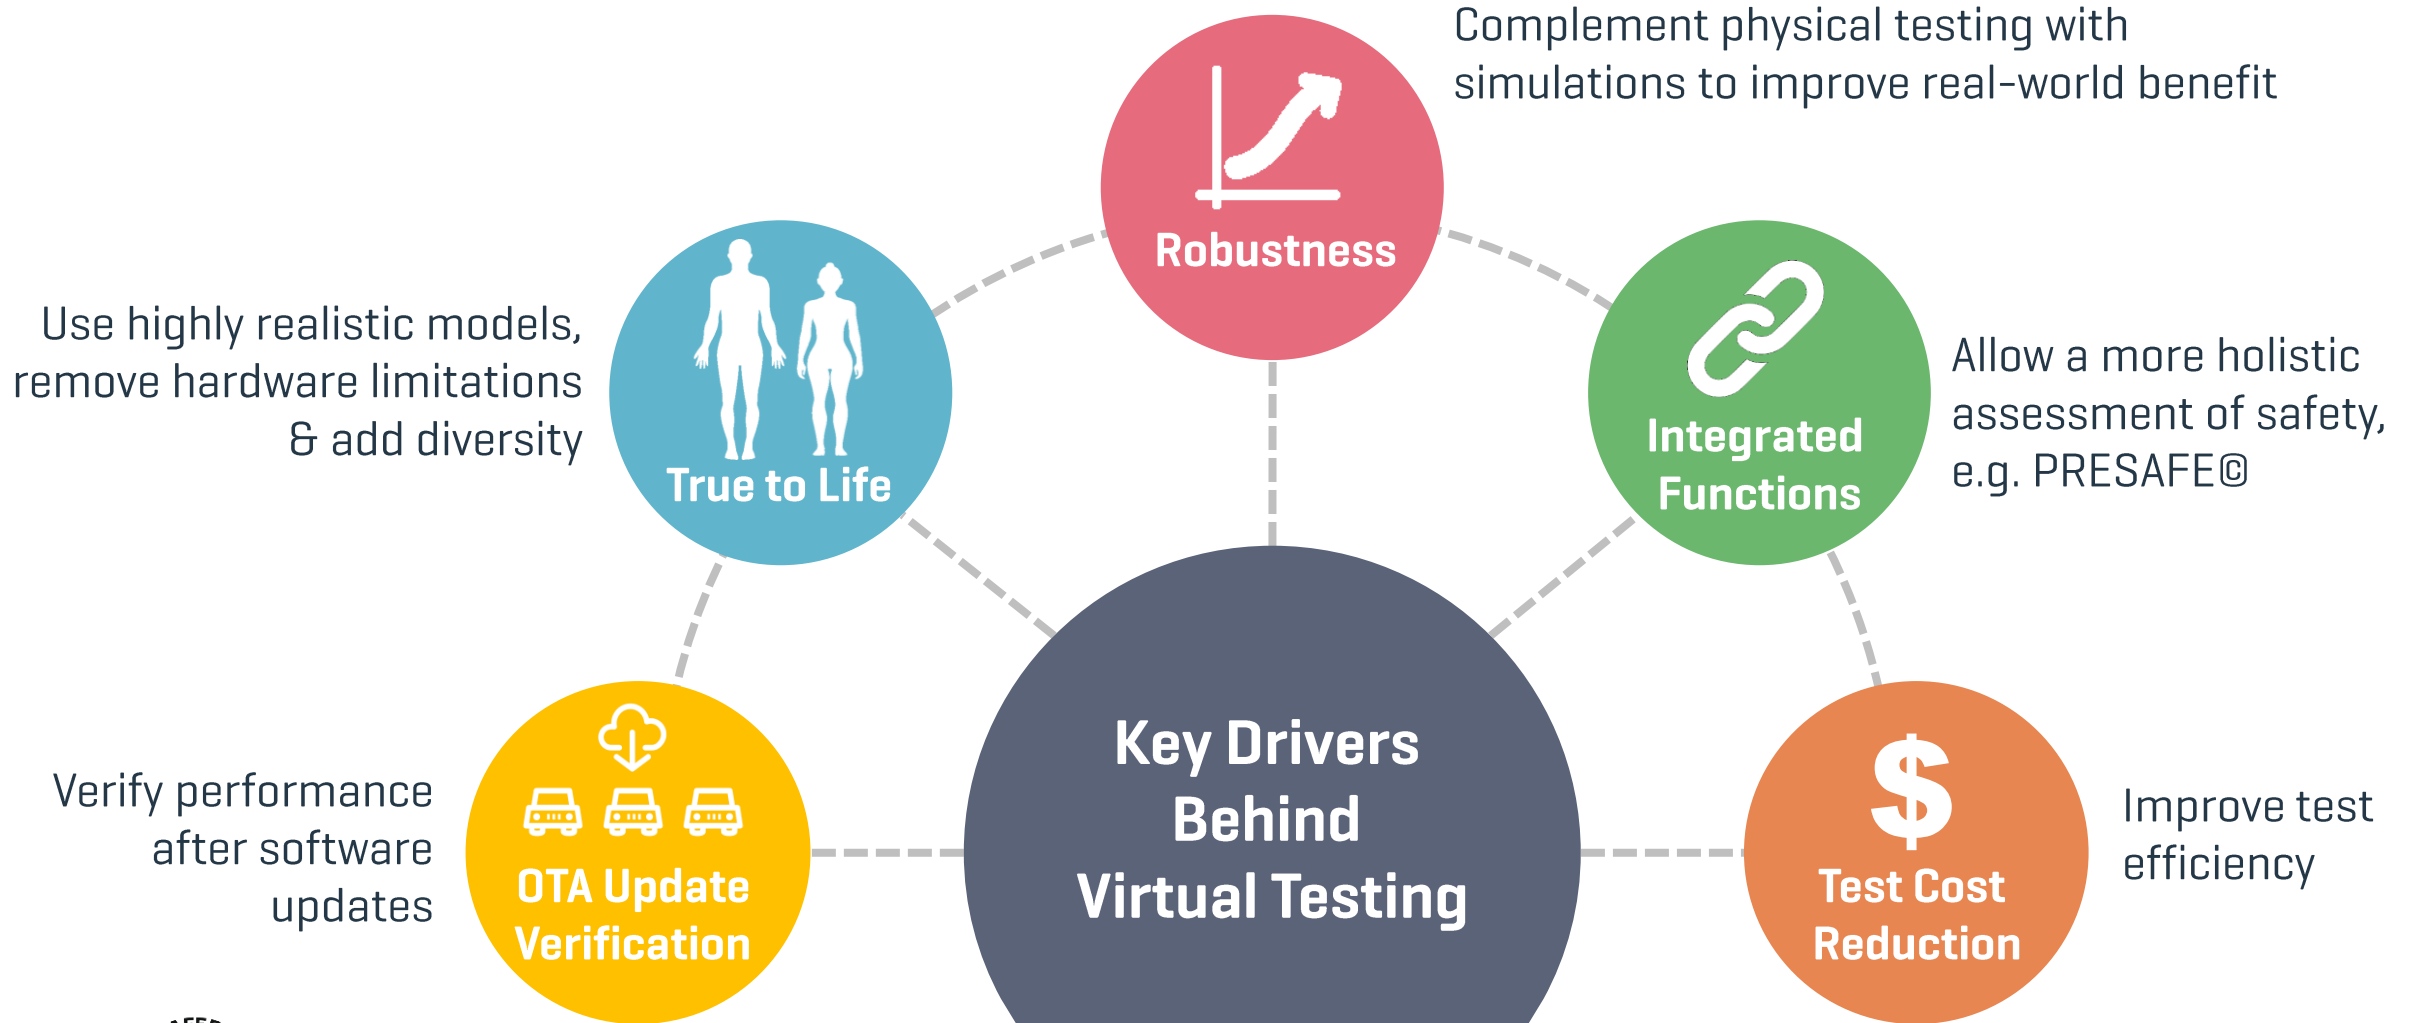 Complement physical testing with
simulations to improve real-world benefit
Robustness
Use highly realistic models,
remove hardware limitations
& add diversity
True to Life
Integrated
Functions
Allow a more holistic
assessment of safety,
e.g. PRESAFE©
Verify performance
after software
updates
OTA Update
Verification
Key Drivers
Behind
Virtual Testing
$
Test Cost
Reduction
Improve test
efficiency